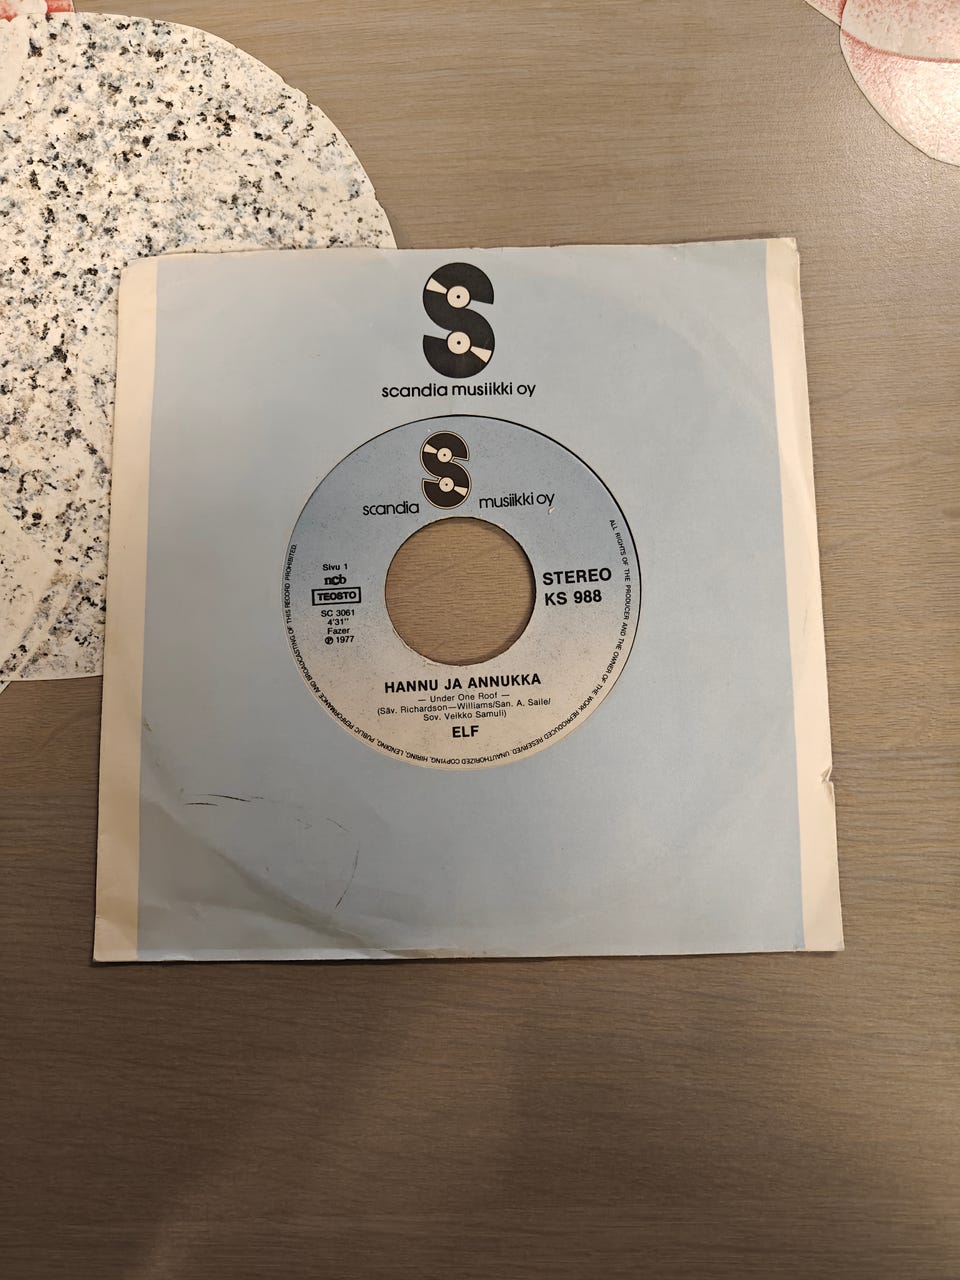 scandia musiikki oy
scandia musiikki oy
Sivu 1
ncb
TEOSTO
SC 3061
4'31"
Fazer
℗ 1977
STEREO
KS 988
HANNU JA ANNUKKA
— Under One Roof —
(Säv. Richardson—Williams/San. A. Salle/
Sov. Veikko Samuli)
ELF
ALL RIGHTS OF THE PRODUCER AND THE OWNER OF THE WORK REPRODUCED RESERVED. UNAUTHORIZED COPYING, HIRING, LENDING, PUBLIC PERFORMANCE AND BROADCASTING OF THIS RECORD PROHIBITED.